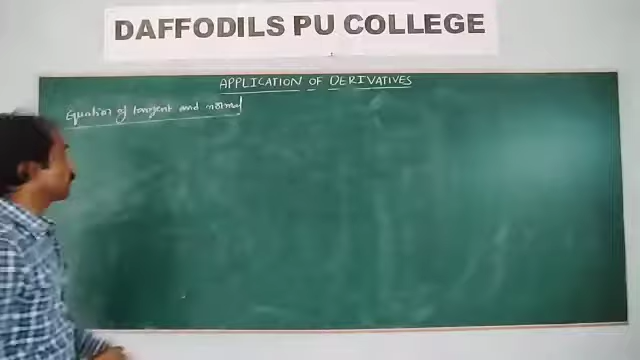 DAFFODILS PU COLLEGE
APPLICATION OF DERIVATIVES
Equation of tangent and normal